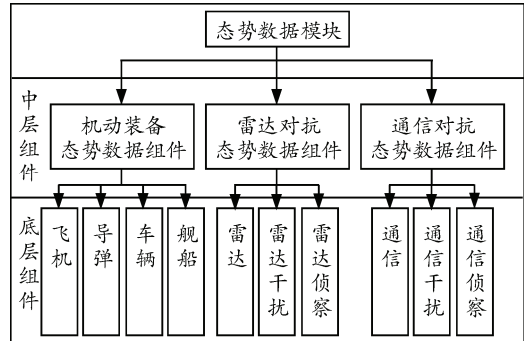 态势数据模块
中层组件
机动装备
态势数据组件
雷达对抗
态势数据组件
通信对抗
态势数据组件
底层组件
飞机
导弹
车辆
舰船
雷达
雷达干扰
雷达侦察
通信
通信干扰
通信侦察